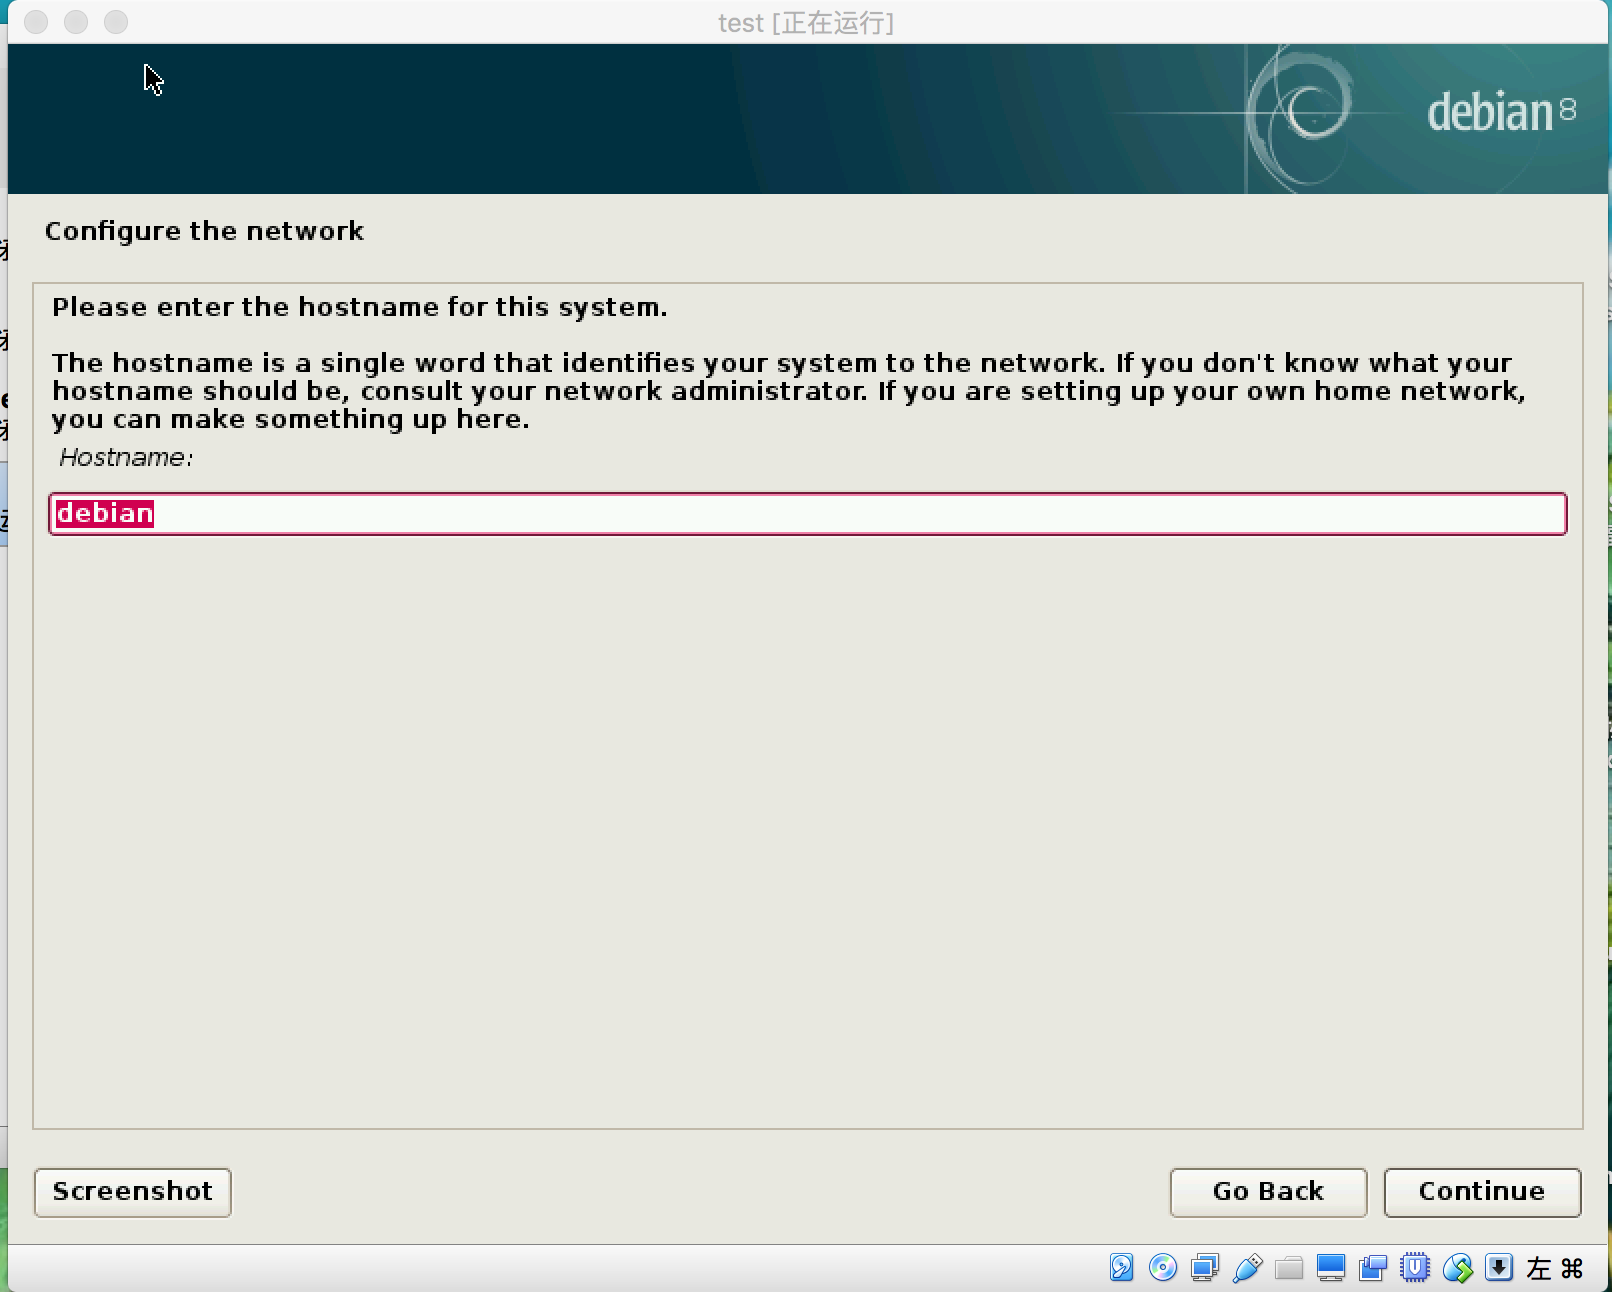 test [正在运行]
debian 8
Configure the network
Please enter the hostname for this system.
The hostname is a single word that identifies your system to the network. If you don't know what your
hostname should be, consult your network administrator. If you are setting up your own home network,
you can make something up here.
Hostname:
debian
Screenshot
Go Back
Continue
左 ⌘